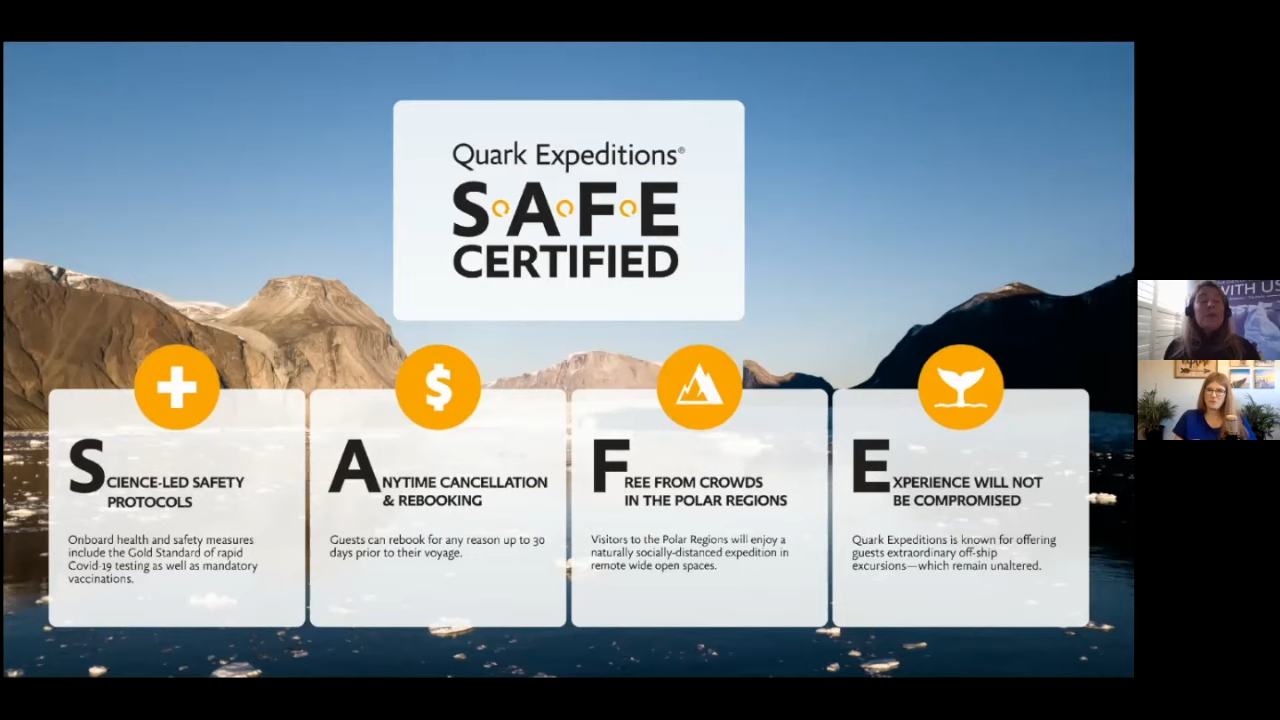 Quark Expeditions®
S•A•F•E
CERTIFIED
SCIENCE-LED SAFETY
PROTOCOLS
Onboard health and safety measures
include the Gold Standard of rapid
Covid-19 testing as well as mandatory
vaccinations.
ANYTIME CANCELLATION
& REBOOKING
Guests can rebook for any reason up to 30
days prior to their voyage.
FREE FROM CROWDS
IN THE POLAR REGIONS
Visitors to the Polar Regions will enjoy a
naturally socially-distanced expedition in
remote wide open spaces.
EXPERIENCE WILL NOT
BE COMPROMISED
Quark Expeditions is known for offering
guests extraordinary off-ship
excursions—which remain unaltered.
WITH US